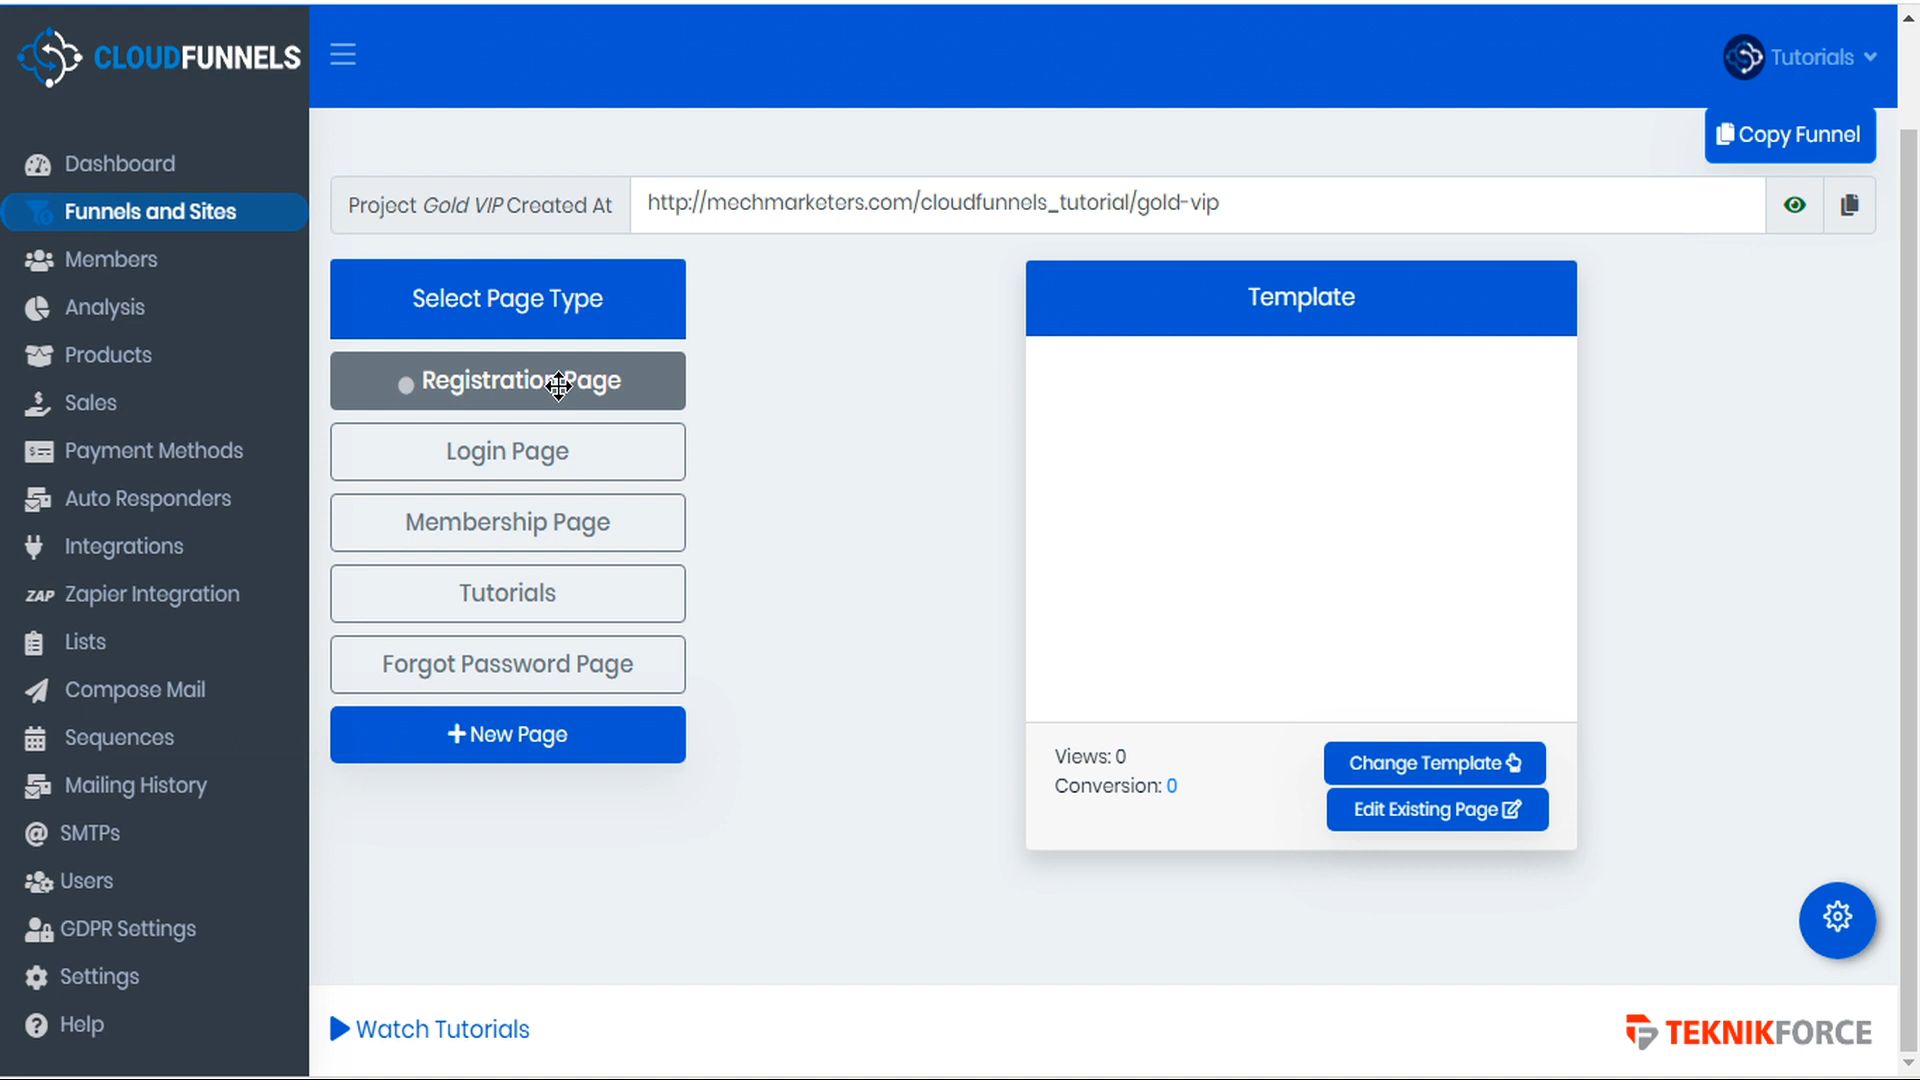 CLOUDFUNNELS
Tutorials
Dashboard
Funnels and Sites
Members
Analysis
Products
Sales
Payment Methods
Auto Responders
Integrations
ZAP Zapier Integration
Lists
Compose Mail
Sequences
Mailing History
SMTPs
Users
GDPR Settings
Settings
Help
Copy Funnel
Project Gold VIP Created At
http://mechmarketers.com/cloudfunnels_tutorial/gold-vip
Select Page Type
Registration Page
Login Page
Membership Page
Tutorials
Forgot Password Page
+ New Page
Template
Views: 0
Conversion: 0
Change Template
Edit Existing Page
Watch Tutorials
TEKNIKFORCE